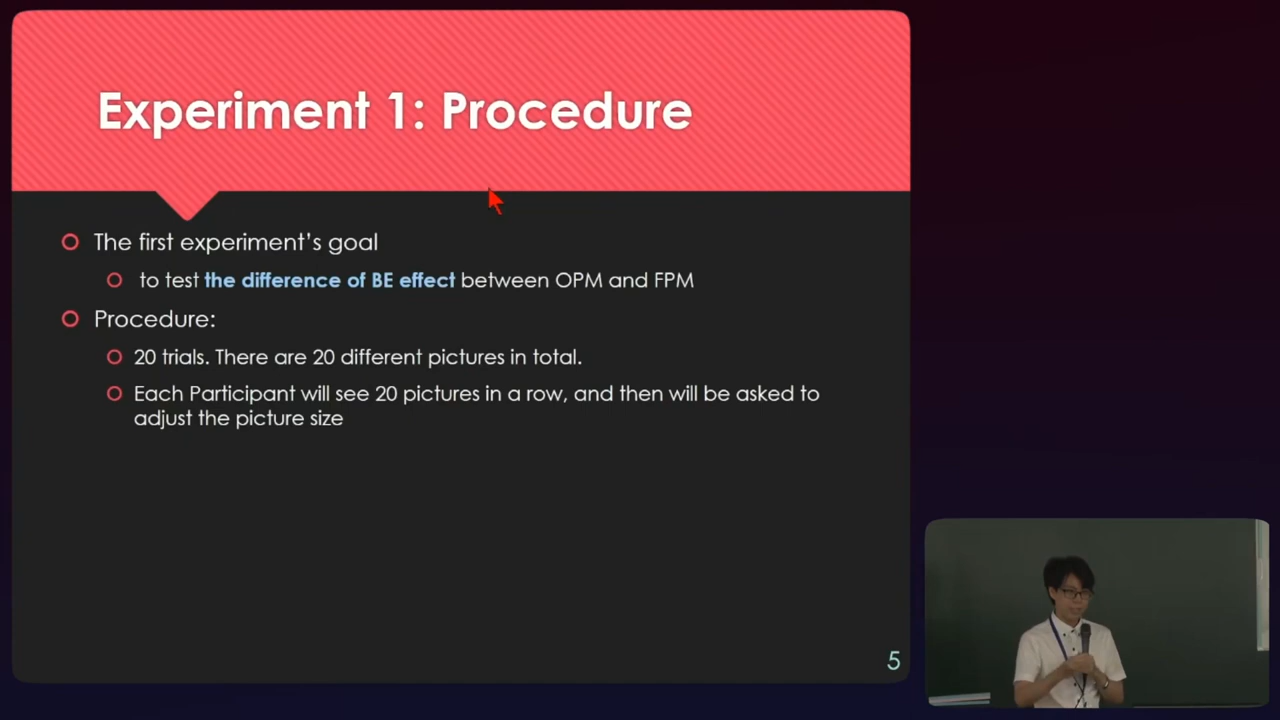 Experiment 1: Procedure
The first experiment's goal
to test the difference of BE effect between OPM and FPM
Procedure:
20 trials. There are 20 different pictures in total.
Each Participant will see 20 pictures in a row, and then will be asked to
adjust the picture size
5